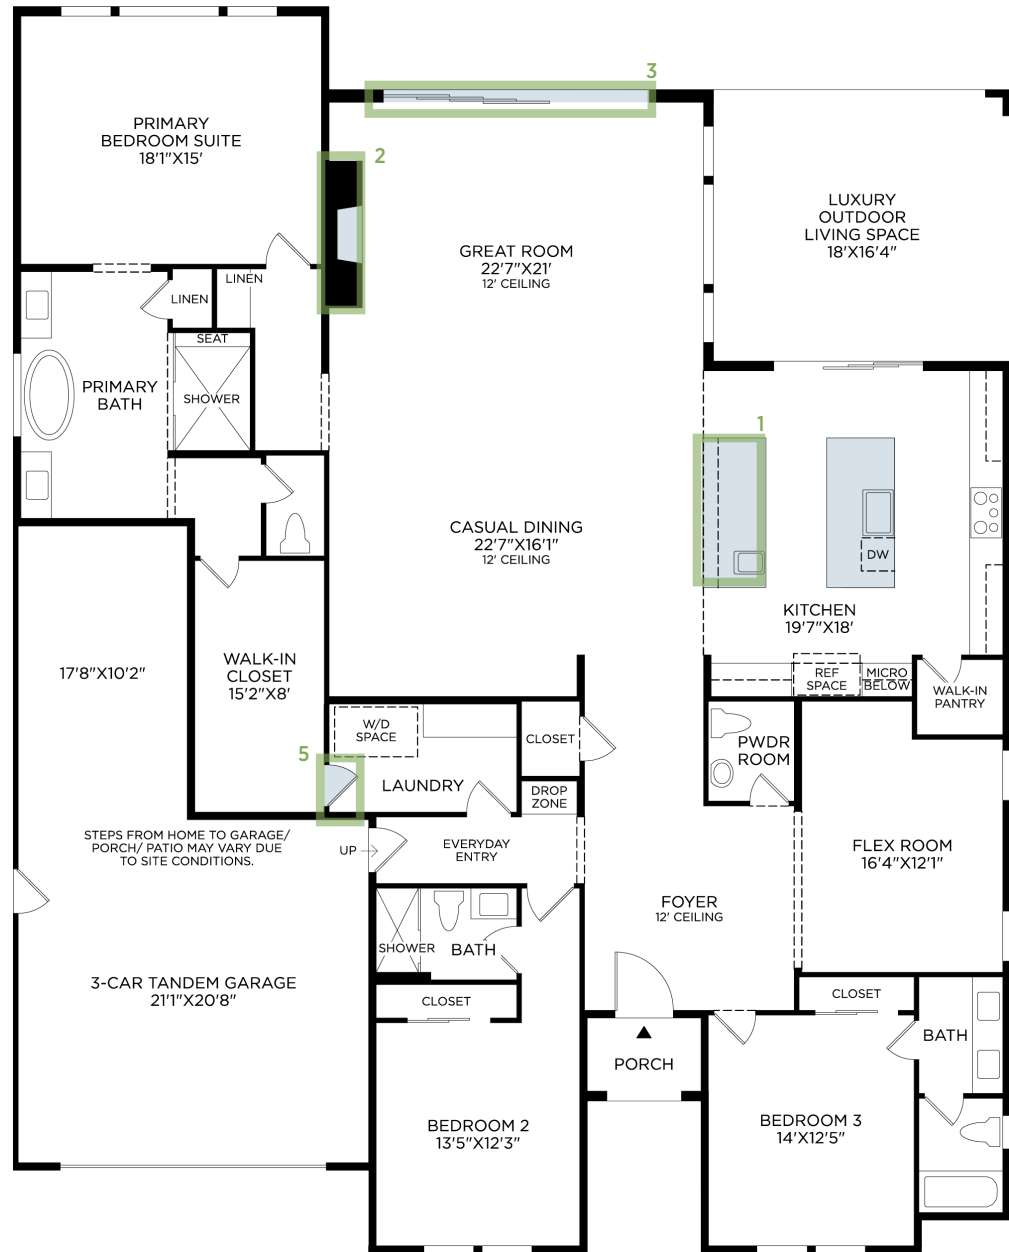 3
PRIMARY
BEDROOM SUITE
18'1"X15'
2
LUXURY
OUTDOOR
LIVING SPACE
18'X16'4"
GREAT ROOM
22'7"X21'
12' CEILING
LINEN
LINEN
SEAT
SHOWER
PRIMARY
BATH
1
CASUAL DINING
22'7"X16'1"
12' CEILING
DW
KITCHEN
19'7"X18'
17'8"X10'2"
WALK-IN
CLOSET
15'2"X8'
REF
SPACE
MICRO
BELOW
WALK-IN
PANTRY
W/D
SPACE
CLOSET
PWDR
ROOM
5
LAUNDRY
DROP
ZONE
STEPS FROM HOME TO GARAGE/
PORCH/ PATIO MAY VARY DUE
TO SITE CONDITIONS.
UP
EVERYDAY
ENTRY
FLEX ROOM
16'4"X12'1"
FOYER
12' CEILING
SHOWER
BATH
3-CAR TANDEM GARAGE
21'1"X20'8"
CLOSET
CLOSET
BATH
PORCH
BEDROOM 2
13'5"X12'3"
BEDROOM 3
14'X12'5"